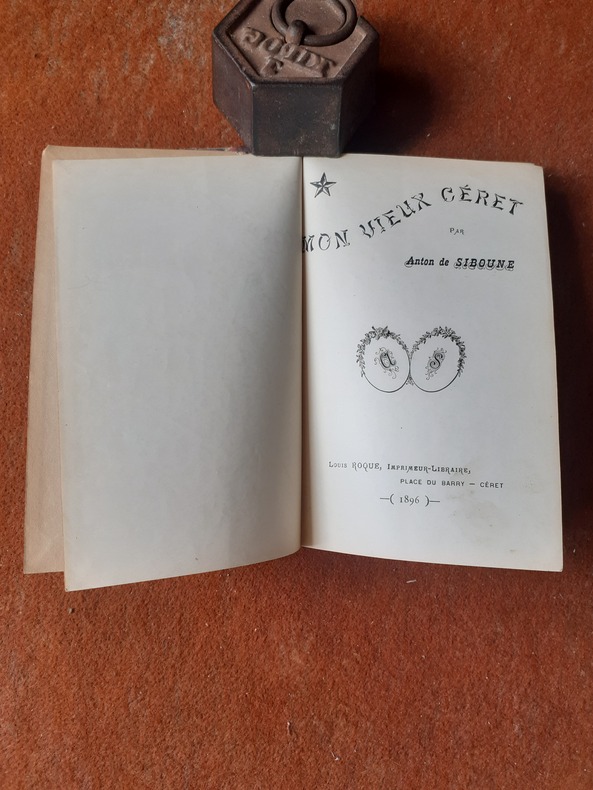 MON VIEUX CÉRET
PAR
Anton de SIBOUNE
a s
Louis ROQUE, Imprimeur-Libraire,
PLACE DU BARRY — CÉRET
—( 1896 )—